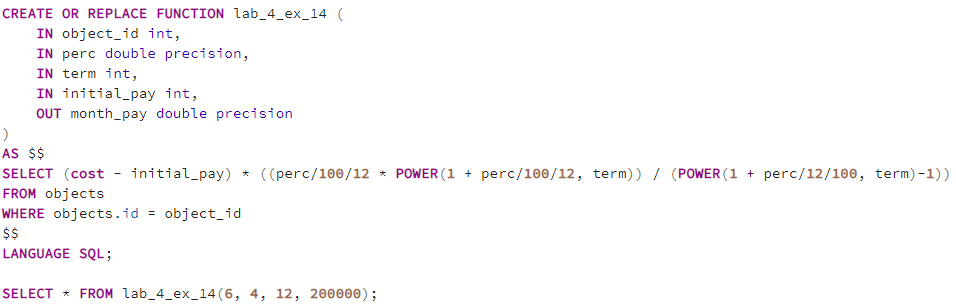 CREATE OR REPLACE FUNCTION lab_4_ex_14 (
    IN object_id int,
    IN perc double precision,
    IN term int,
    IN initial_pay int,
    OUT month_pay double precision
)
AS $$
SELECT (cost - initial_pay) * ((perc/100/12 * POWER(1 + perc/100/12, term)) / (POWER(1 + perc/12/100, term)-1))
FROM objects
WHERE objects.id = object_id
$$
LANGUAGE SQL;

SELECT * FROM lab_4_ex_14(6, 4, 12, 200000);